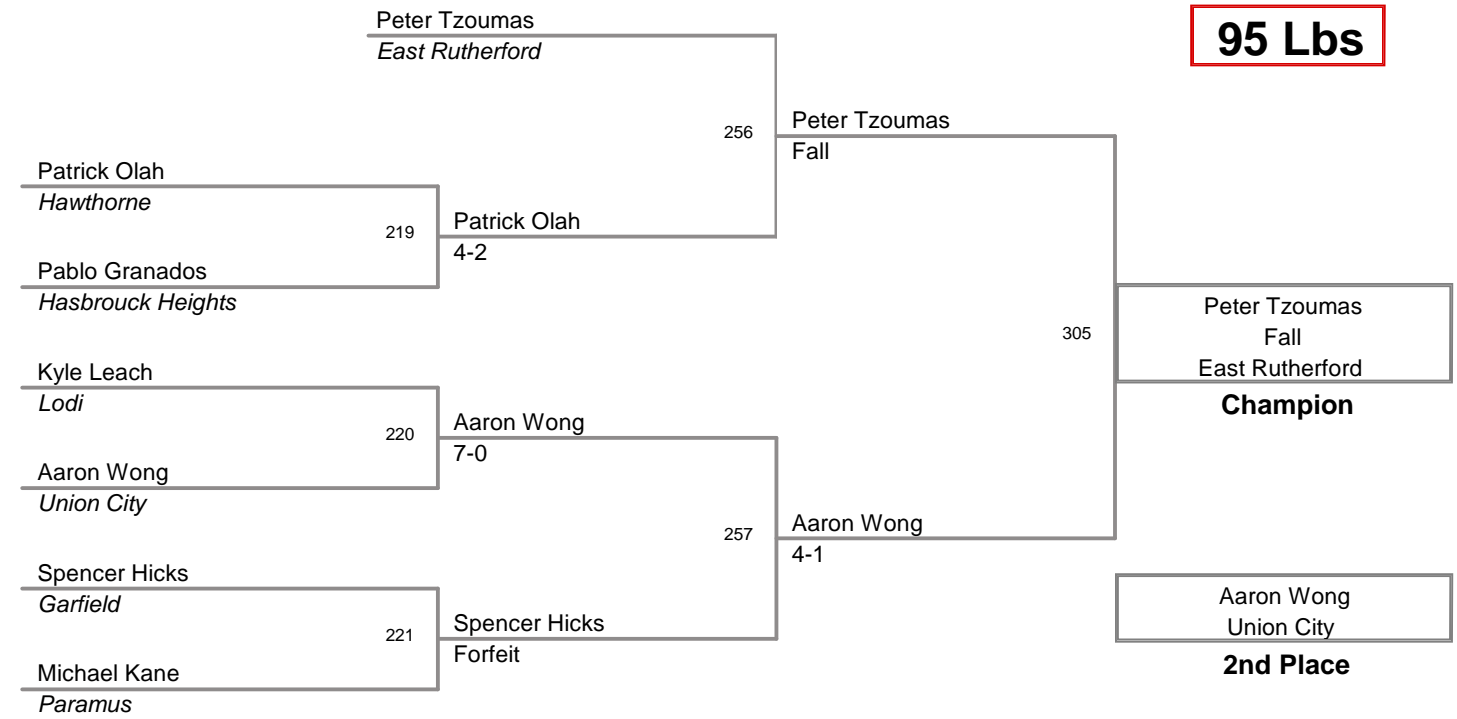 Peter Tzoumas
East Rutherford
95 Lbs
256
Peter Tzoumas
Fall
Patrick Olah
Hawthorne
219
Patrick Olah
4-2
Pablo Granados
Hasbrouck Heights
305
Peter Tzoumas
Fall
East Rutherford
Champion
Kyle Leach
Lodi
220
Aaron Wong
7-0
Aaron Wong
Union City
257
Aaron Wong
4-1
Spencer Hicks
Garfield
221
Spencer Hicks
Forfeit
Michael Kane
Paramus
Aaron Wong
Union City
2nd Place